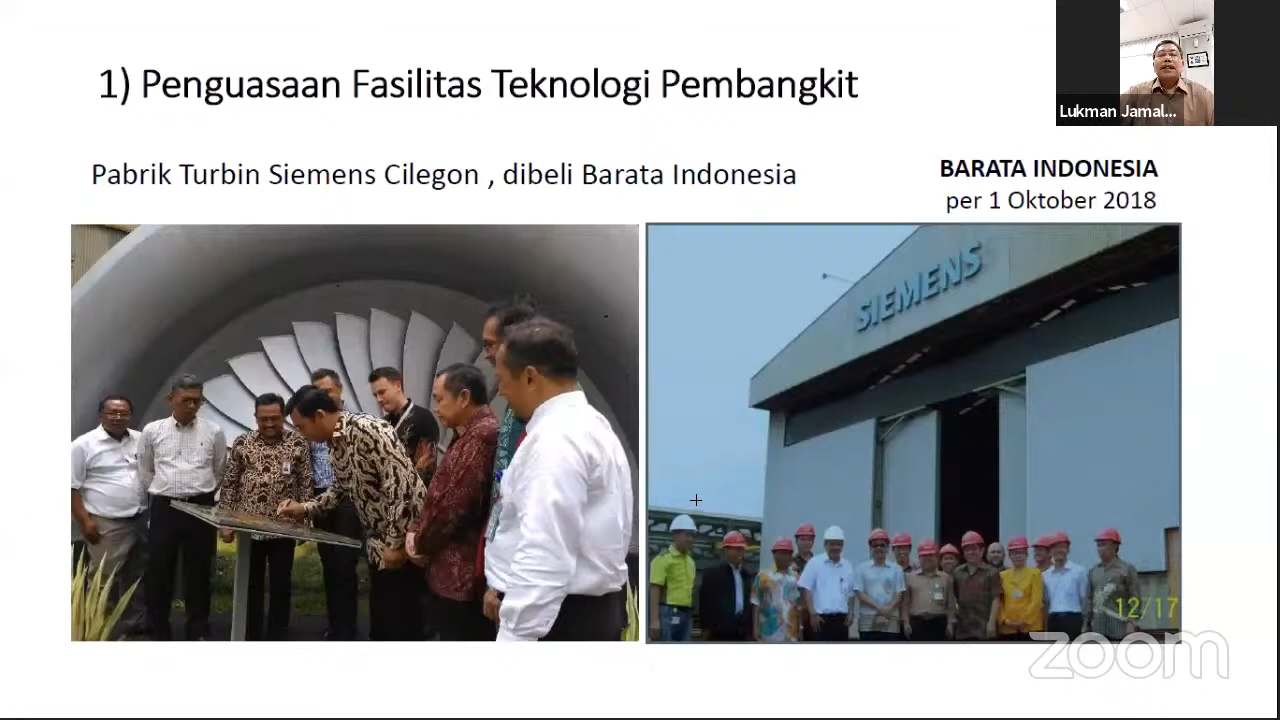 1) Penguasaan Fasilitas Teknologi Pembangkit
Lukman Jamal...
Pabrik Turbin Siemens Cilegon , dibeli Barata Indonesia
BARATA INDONESIA
per 1 Oktober 2018
SIEMENS
12/17
zoom